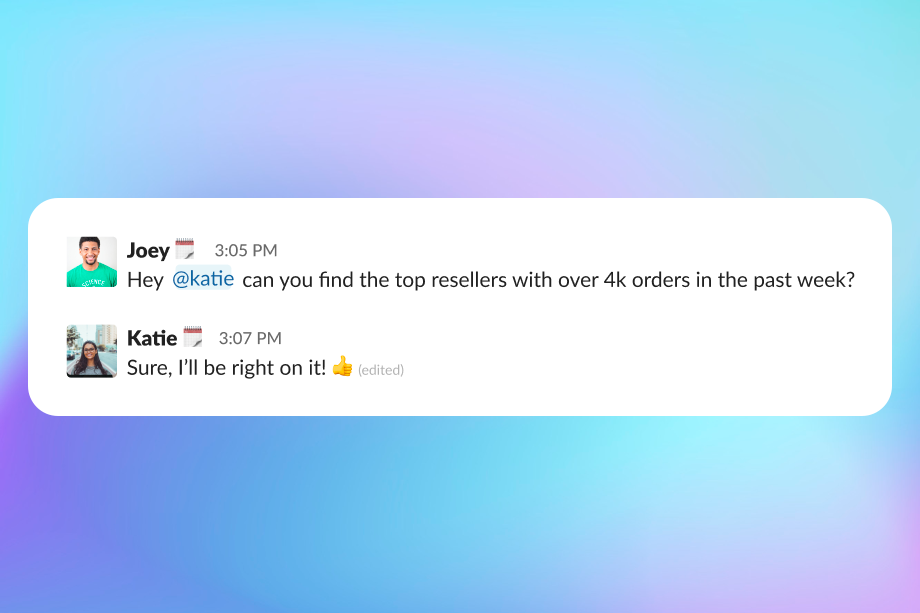 Joey 3:05 PM
Hey @katie can you find the top resellers with over 4k orders in the past week?
Katie 3:07 PM
Sure, I’ll be right on it! 👍 (edited)
SCIENCE